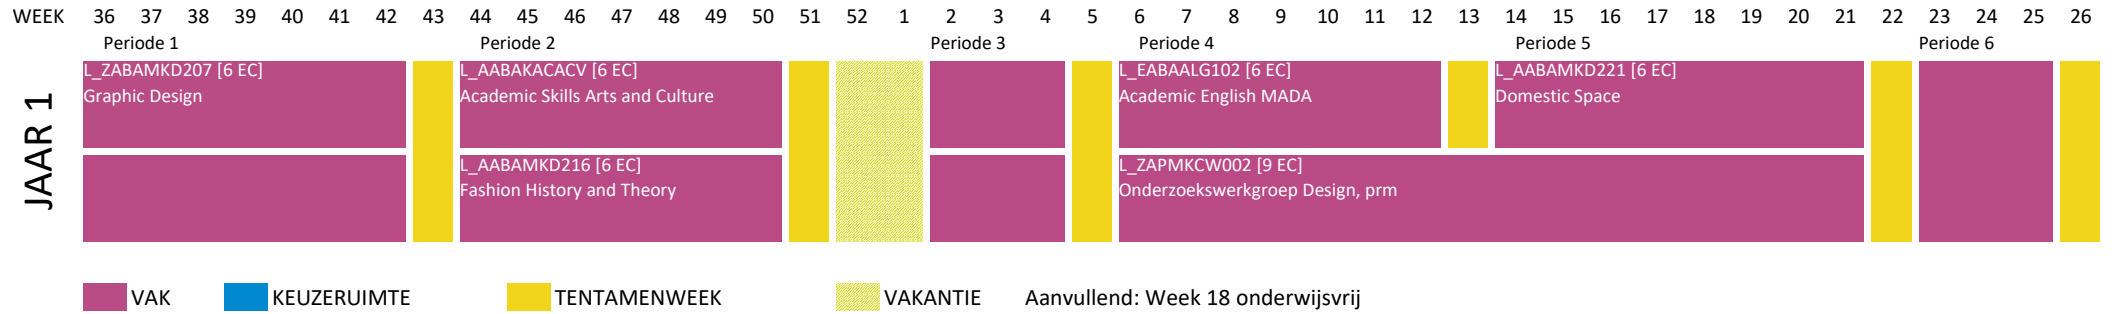 WEEK 36 37 38 39 40 41 42 43 44 45 46 47 48 49 50 51 52 1 2 3 4 5 6 7 8 9 10 11 12 13 14 15 16 17 18 19 20 21 22 23 24 25 26
Periode 1 Periode 2 Periode 3 Periode 4 Periode 5 Periode 6
JAAR 1
L_ZABAMKD207 [6 EC]
Graphic Design
L_AABAKACACV [6 EC]
Academic Skills Arts and Culture
L_EABAALG102 [6 EC]
Academic English MADA
L_AABAMKD221 [6 EC]
Domestic Space
L_AABAMKD216 [6 EC]
Fashion History and Theory
L_ZAPMKCW002 [9 EC]
Onderzoekswerkgroep Design, prm
VAK KEUZERUIMTE TENTAMENWEEK VAKANTIE Aanvullend: Week 18 onderwijsvrij